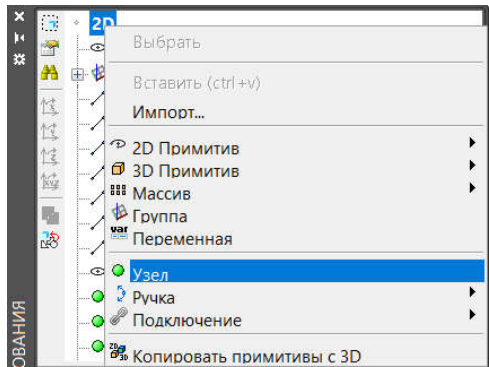 2D
Выбрать
Вставить (ctrl+v)
Импорт...
2D Примитив
3D Примитив
Массив
Группа
var
Переменная
Узел
Ручка
Подключение
Копировать примитивы с 3D
ОВАНИЯ